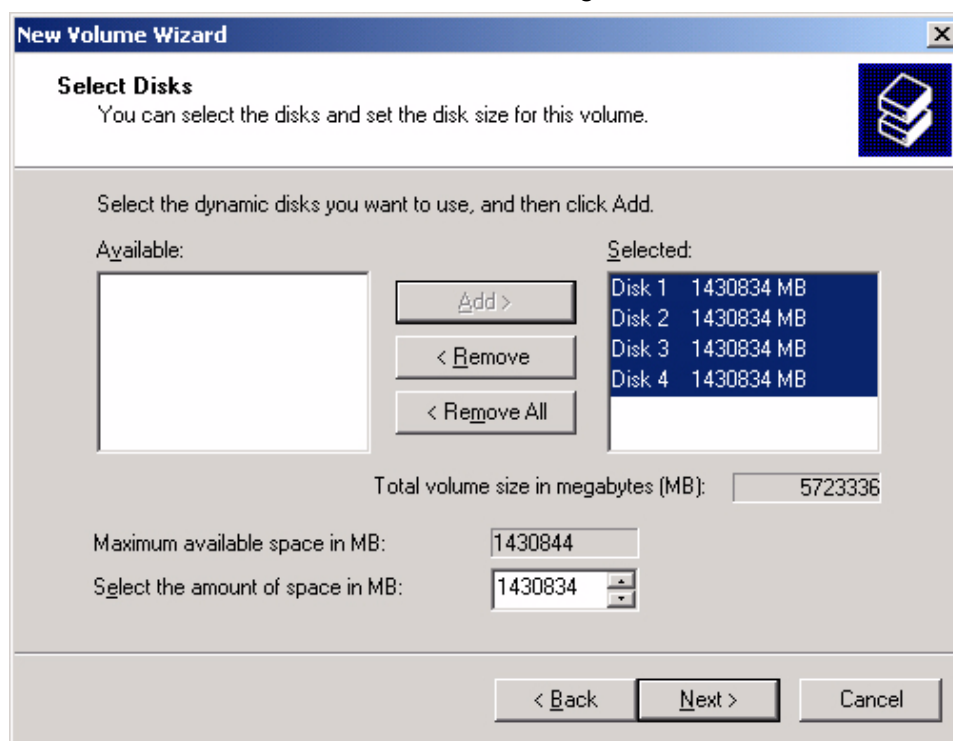 New Volume Wizard
Select Disks
You can select the disks and set the disk size for this volume.
Select the dynamic disks you want to use, and then click Add.
Available:
Selected:
Add >
< Remove
< Remove All
Disk 1 1430834 MB
Disk 2 1430834 MB
Disk 3 1430834 MB
Disk 4 1430834 MB
Total volume size in megabytes (MB): 5723336
Maximum available space in MB: 1430844
Select the amount of space in MB: 1430834
< Back Next > Cancel